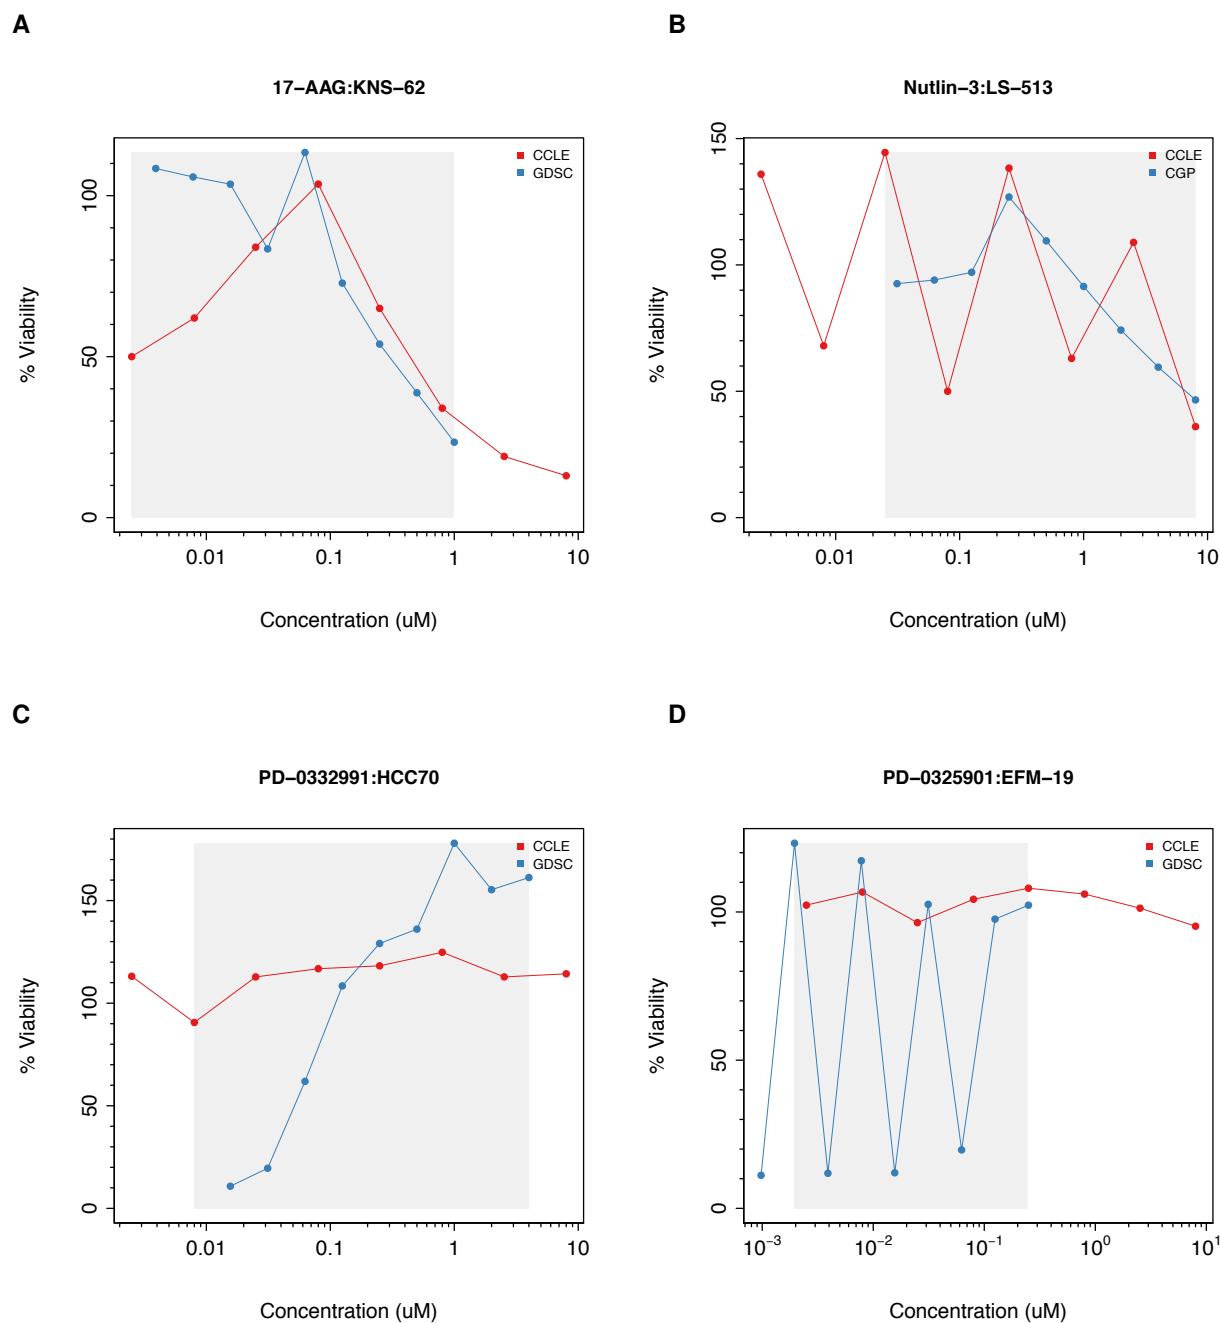 A
17−AAG:KNS−62
CCLE
GDSC
% Viability
0
50
100
0.01
0.1
1
10
Concentration (uM)
B
Nutlin−3:LS−513
CCLE
CGP
% Viability
0
50
100
150
0.01
0.1
1
10
Concentration (uM)
C
PD−0332991:HCC70
CCLE
GDSC
% Viability
0
50
100
150
0.01
0.1
1
10
Concentration (uM)
D
PD−0325901:EFM−19
CCLE
GDSC
% Viability
0
50
100
10⁻³
10⁻²
10⁻¹
10⁰
10¹
Concentration (uM)